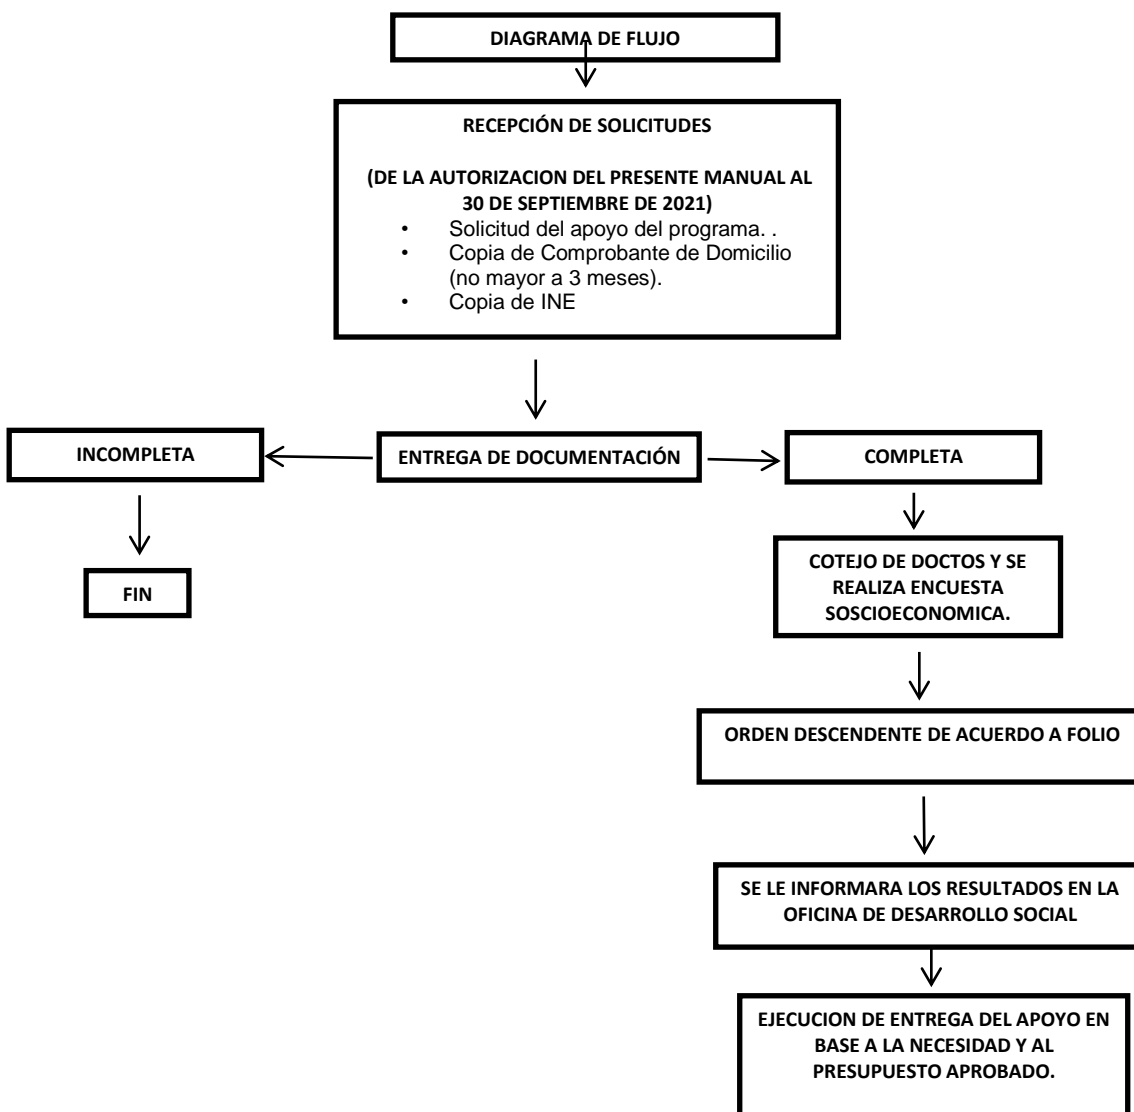 DIAGRAMA DE FLUJO
RECEPCIÓN DE SOLICITUDES
(DE LA AUTORIZACION DEL PRESENTE MANUAL AL
30 DE SEPTIEMBRE DE 2021)
• Solicitud del apoyo del programa. .
• Copia de Comprobante de Domicilio
(no mayor a 3 meses).
• Copia de INE
INCOMPLETA
ENTREGA DE DOCUMENTACIÓN
COMPLETA
FIN
COTEJO DE DOCTOS Y SE
REALIZA ENCUESTA
SOSCIOECONOMICA.
ORDEN DESCENDENTE DE ACUERDO A FOLIO
SE LE INFORMARA LOS RESULTADOS EN LA
OFICINA DE DESARROLLO SOCIAL
EJECUCION DE ENTREGA DEL APOYO EN
BASE A LA NECESIDAD Y AL
PRESUPUESTO APROBADO.